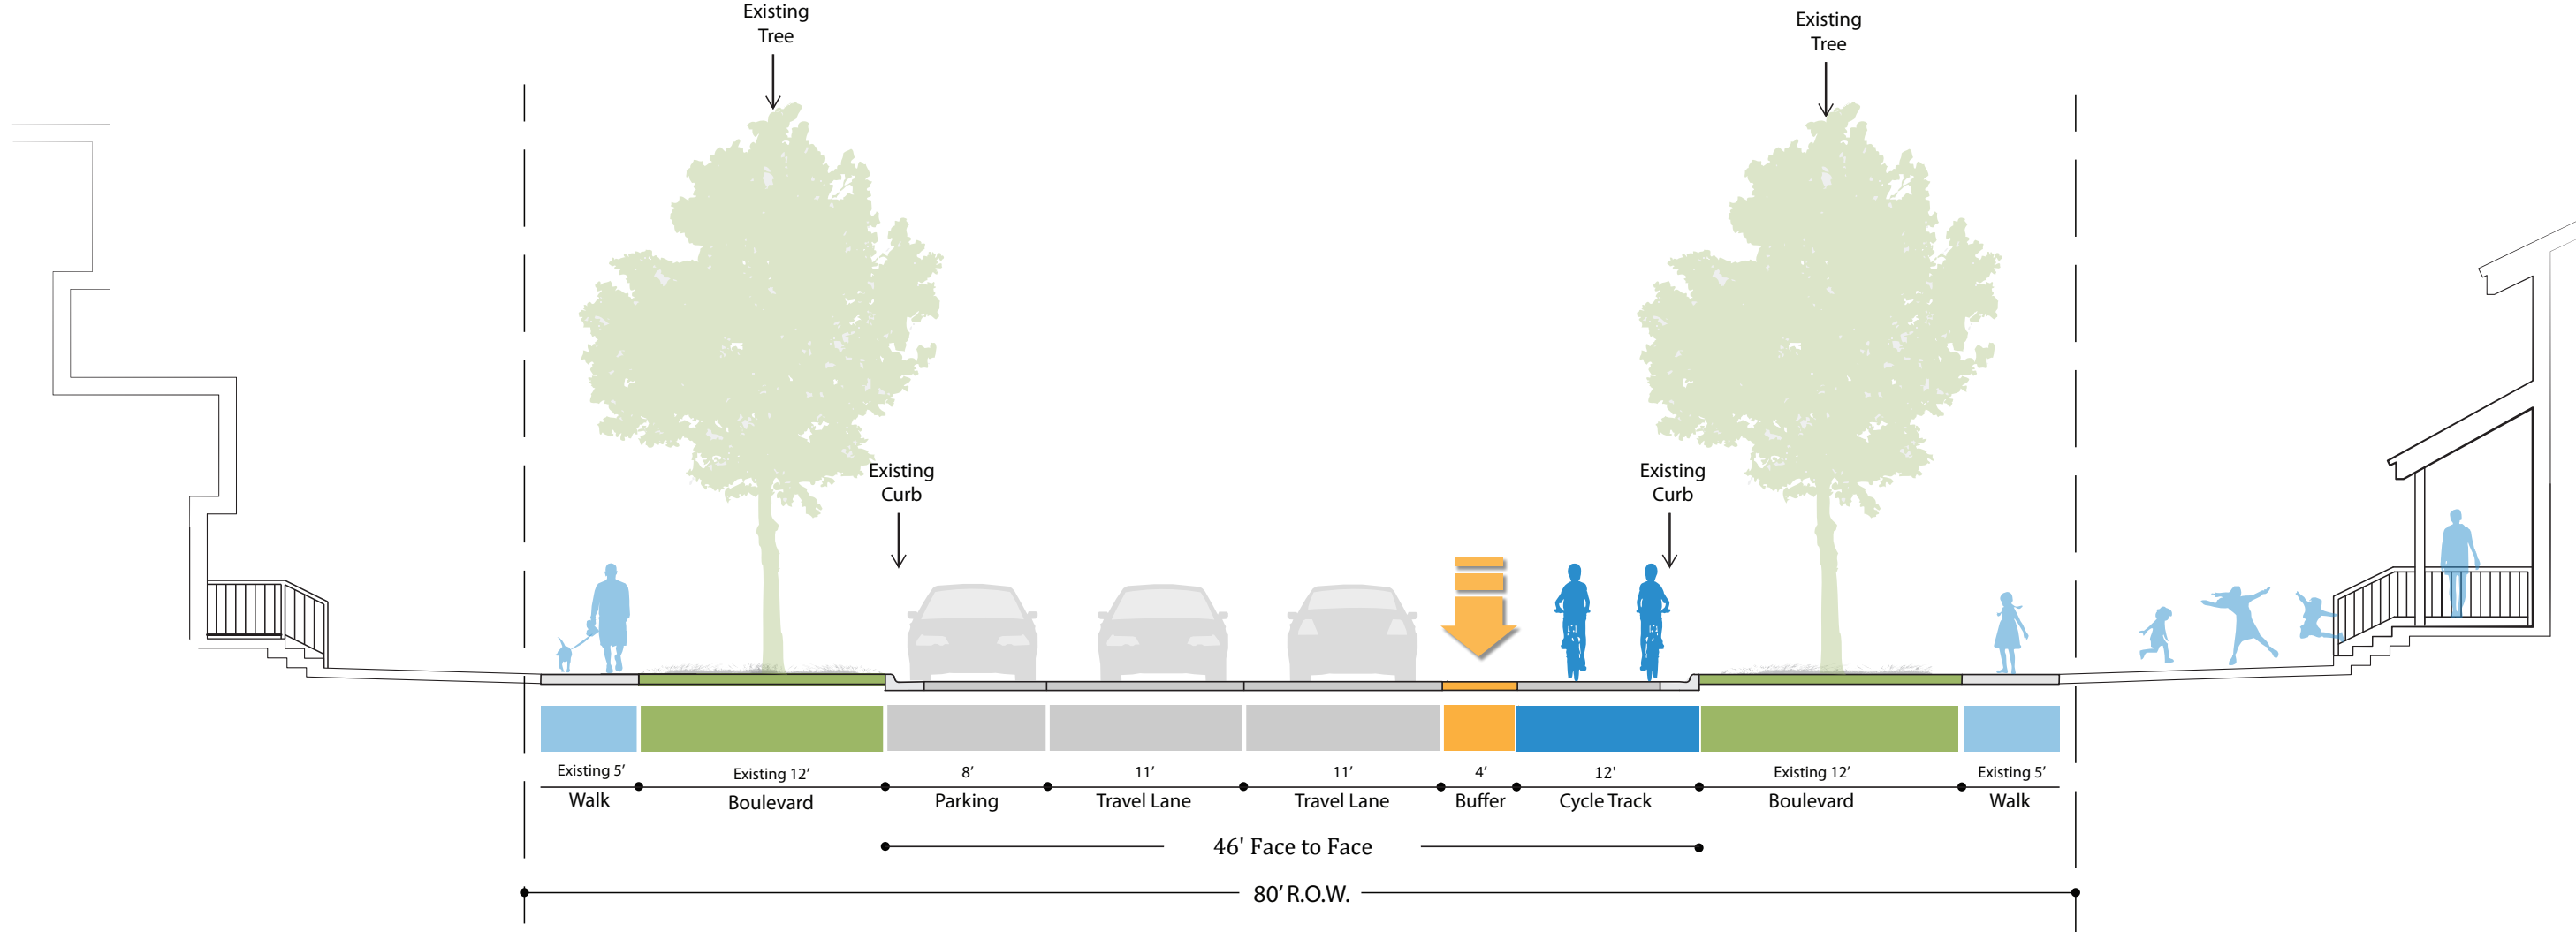 Existing
Tree
Existing
Tree
Existing
Curb
Existing
Curb
Existing 5’
Existing 12’
8’
11’
11’
4’
12'
Existing 12’
Existing 5’
Walk
Boulevard
Parking
Travel Lane
Travel Lane
Buffer
Cycle Track
Boulevard
Walk
46' Face to Face
80’ R.O.W.